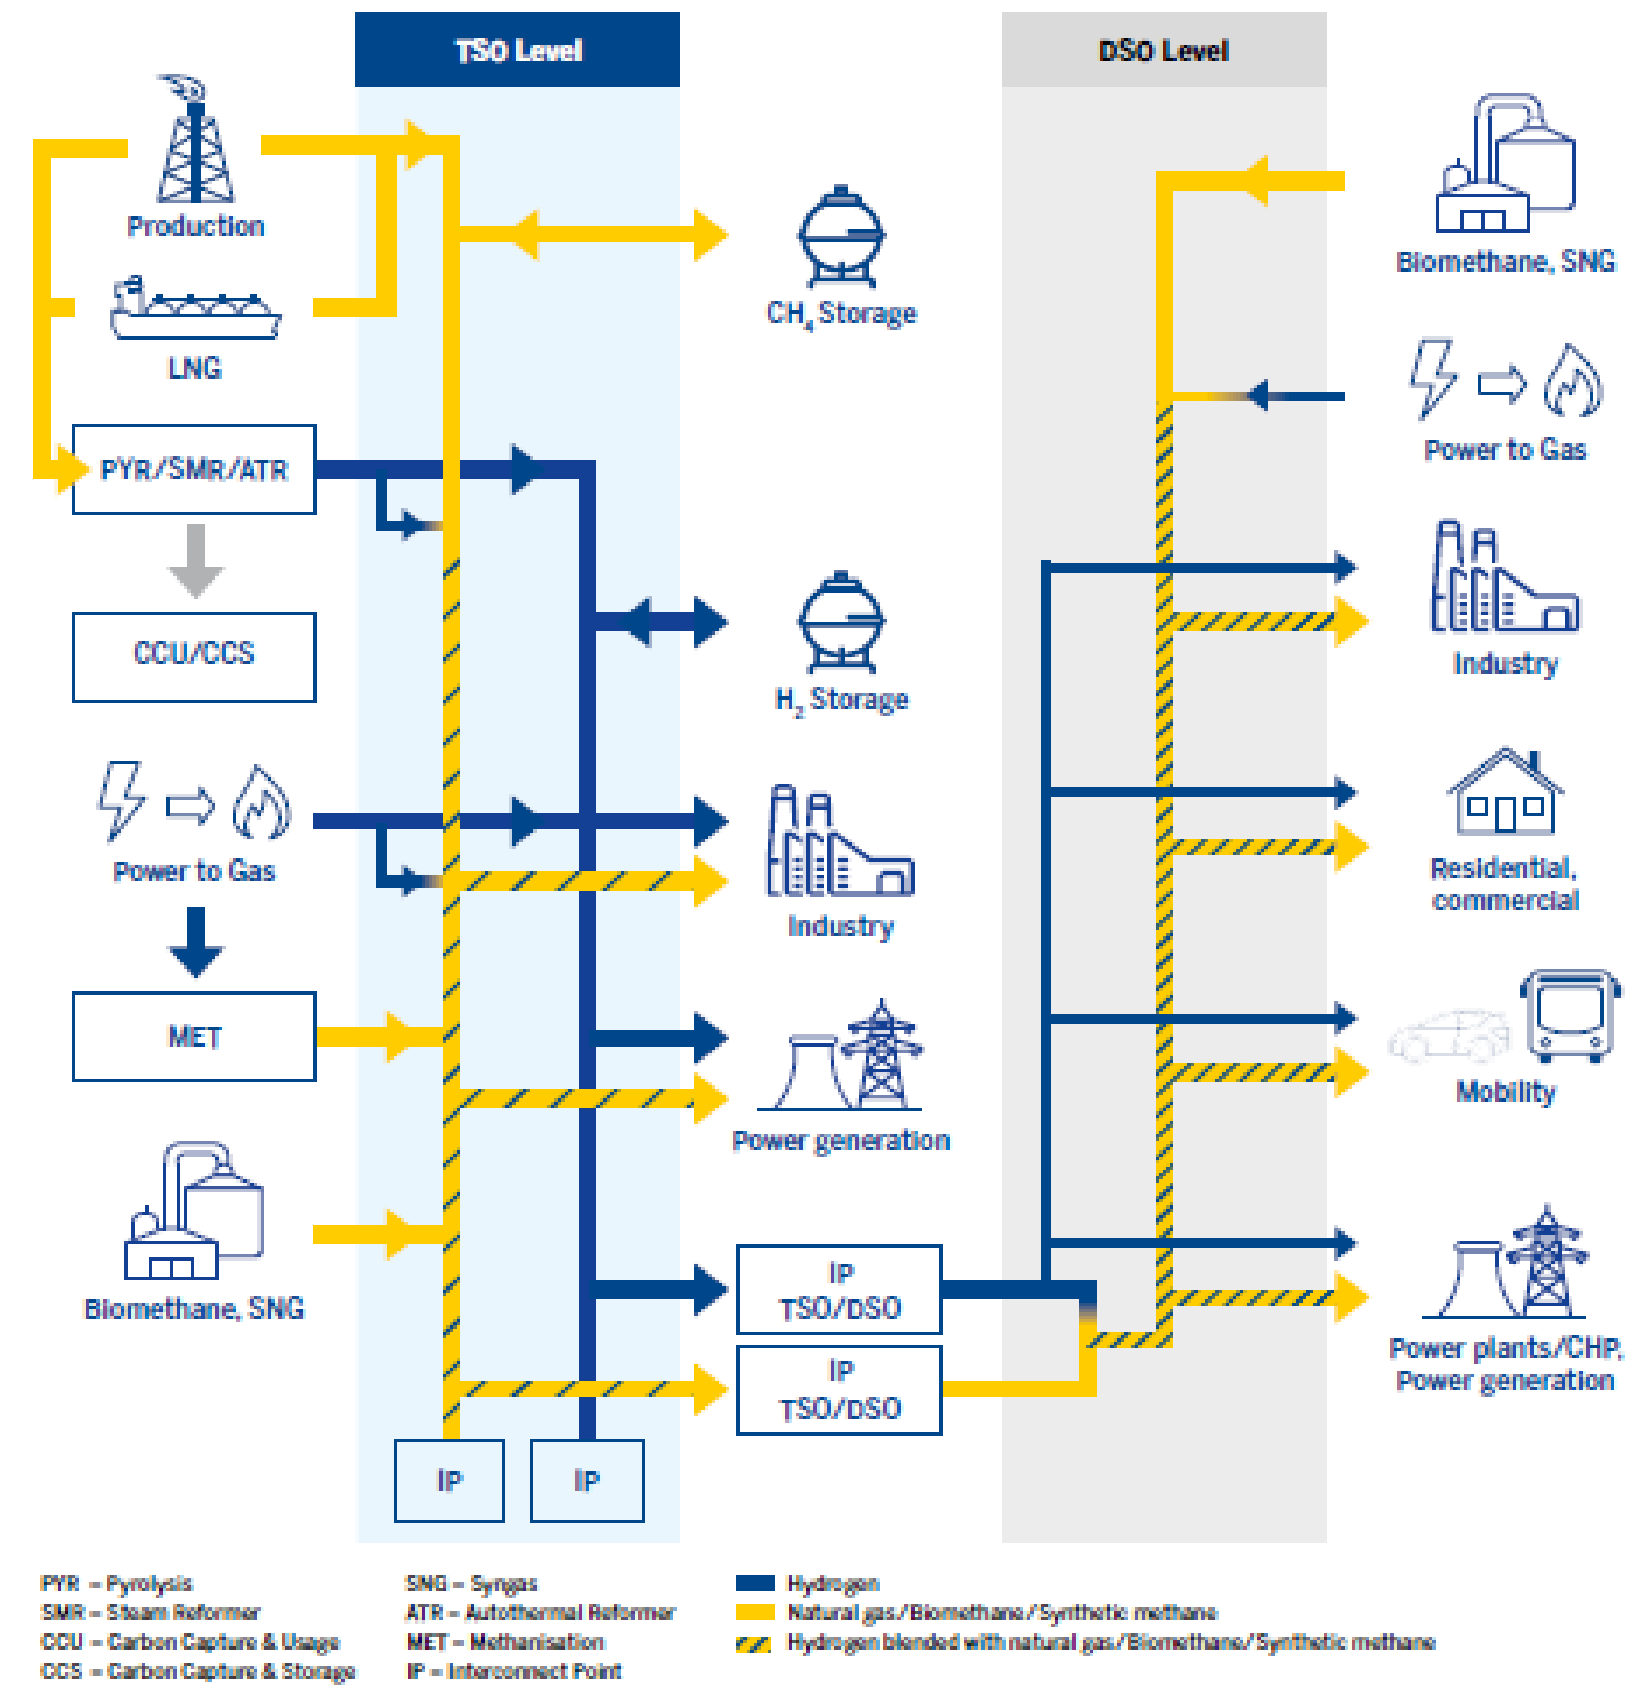 TSO Level
DSO Level
Production
LNG
PYR/SMR/ATR
CCU/CCS
Power to Gas
MET
Biomethane, SNG
CH₄ Storage
H₂ Storage
Industry
Power generation
IP
TSO/DSO
IP
TSO/DSO
IP
IP
Biomethane, SNG
Power to Gas
Industry
Residential,
commercial
Mobility
Power plants/CHP,
Power generation
PYR – Pyrolysis
SMR – Steam Reformer
CCU – Carbon Capture & Usage
CCS – Carbon Capture & Storage
SNG – Syngas
ATR – Autothermal Reformer
MET – Methanisation
IP – Interconnect Point
Hydrogen
Natural gas/Biomethane/Synthetic methane
Hydrogen blended with natural gas/Biomethane/Synthetic methane